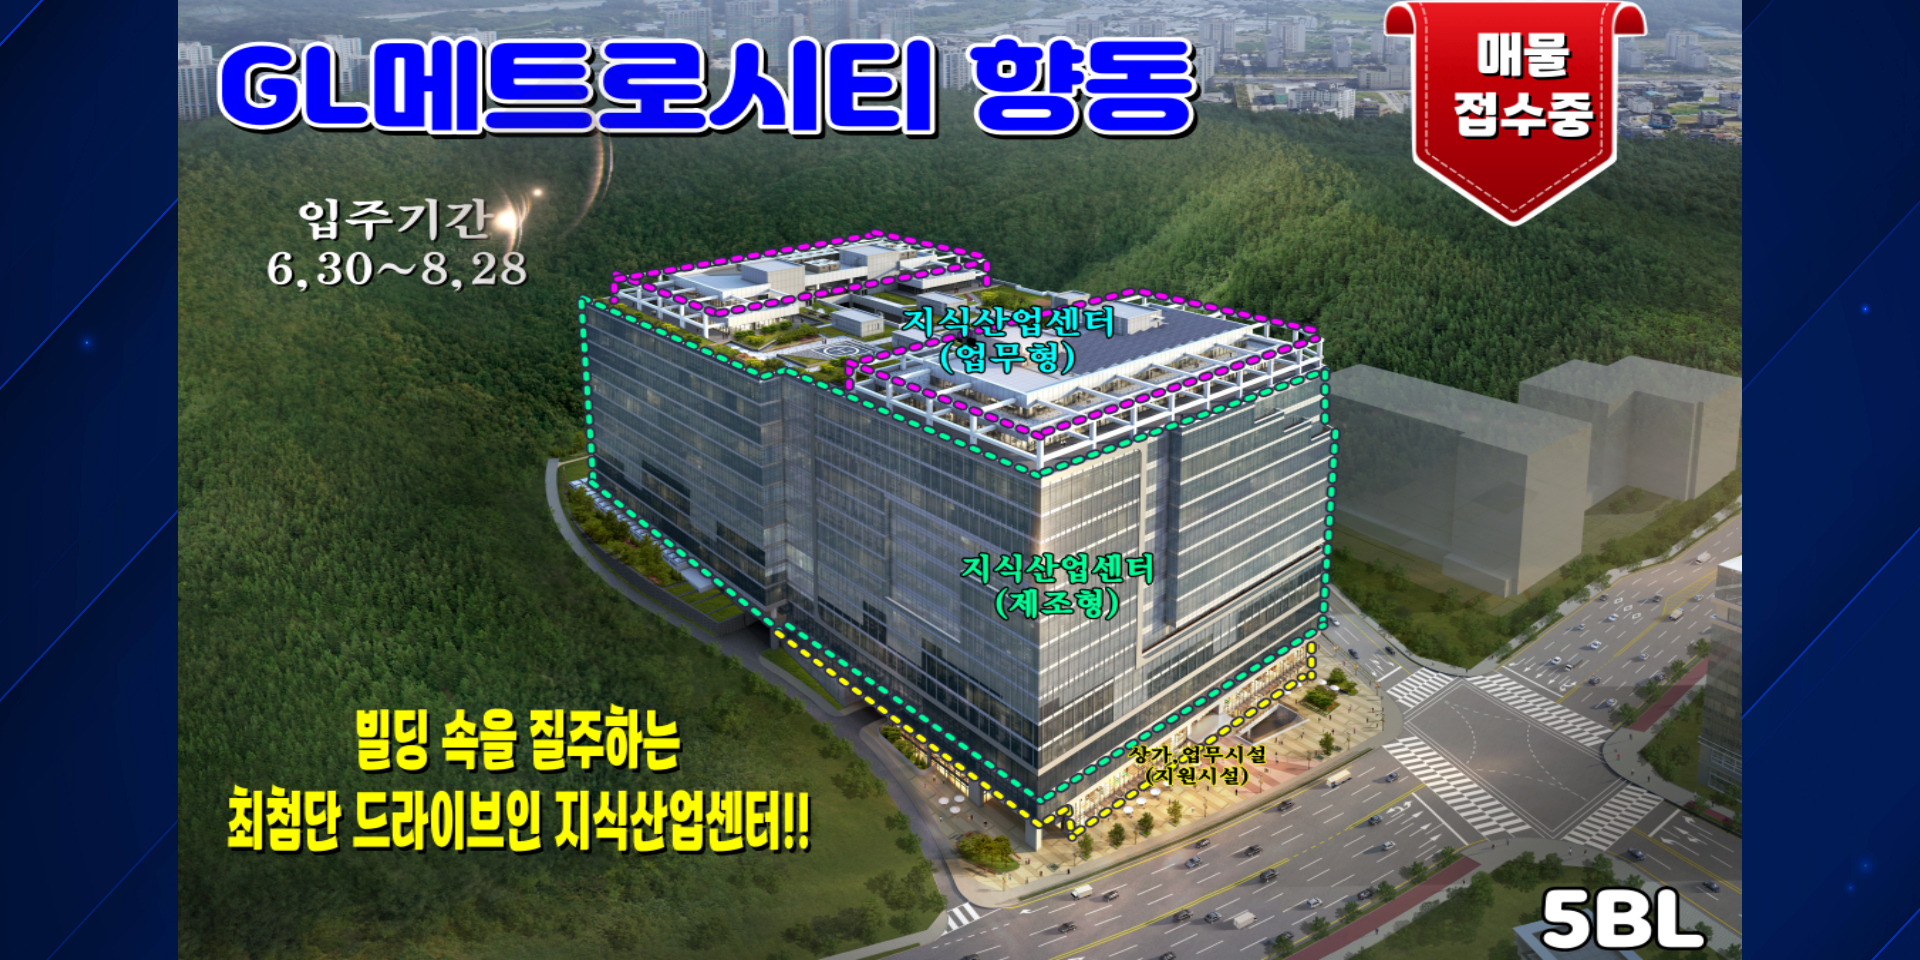 GL메트로시티 향동
매물
접수중
입주기간
6,30~8,28
지식산업센터
(업무형)
지식산업센터
(제조형)
상가,업무시설
(지원시설)
빌딩 속을 질주하는
최첨단 드라이브인 지식산업센터!!
5BL